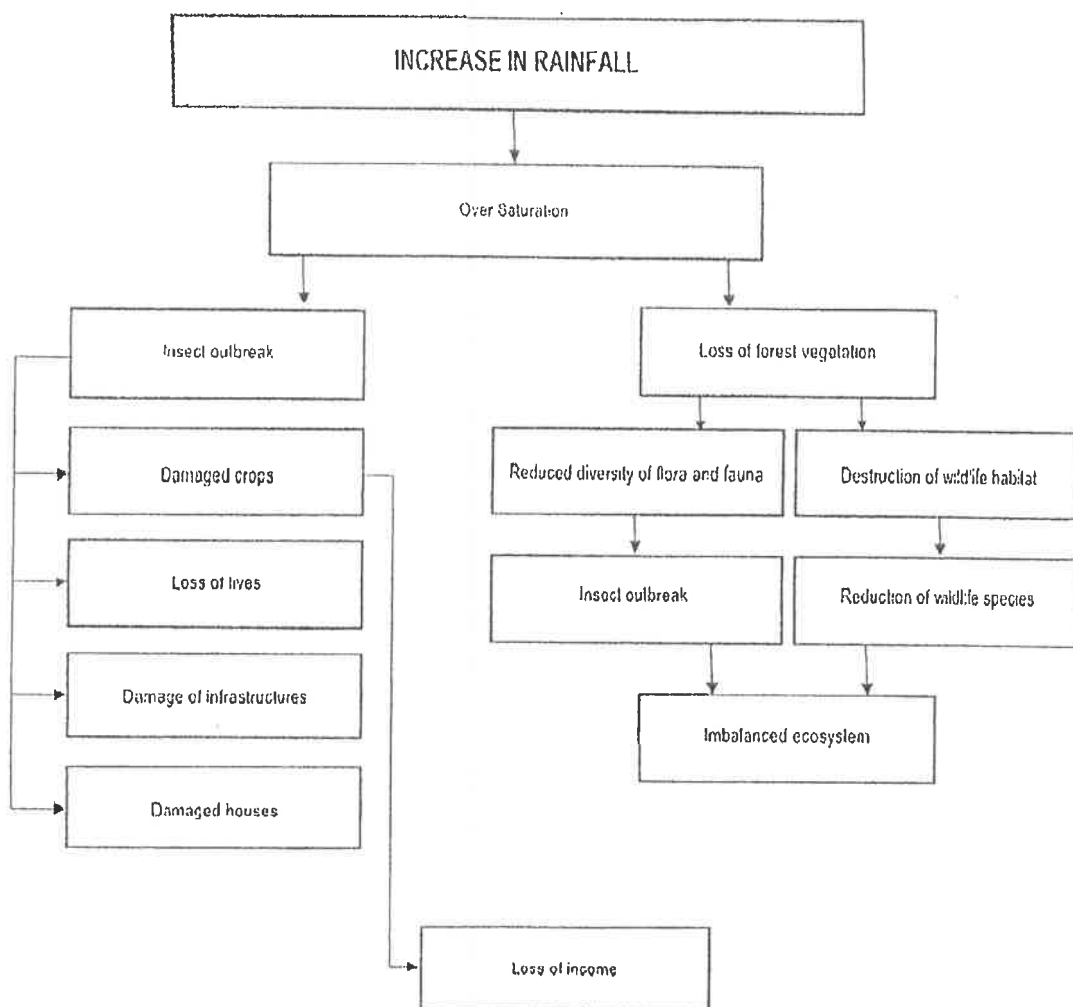 INCREASE IN RAINFALL
Over Saturation
Insect outbreak
Loss of forest vegetation
Damaged crops
Reduced diversity of flora and fauna
Destruction of wildlife habitat
Loss of lives
Insect outbreak
Reduction of wildlife species
Damage of infrastructures
Imbalanced ecosystem
Damaged houses
Loss of income